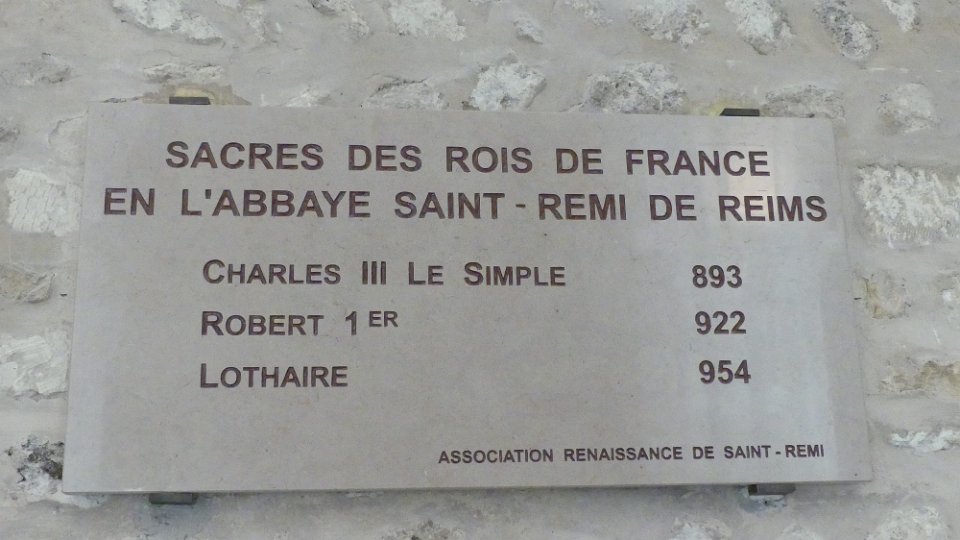 SACRES DES ROIS DE FRANCE
EN L'ABBAYE SAINT-REMI DE REIMS
CHARLES III LE SIMPLE 893
ROBERT 1ER 922
LOTHAIRE 954
ASSOCIATION RENAISSANCE DE SAINT-REMI